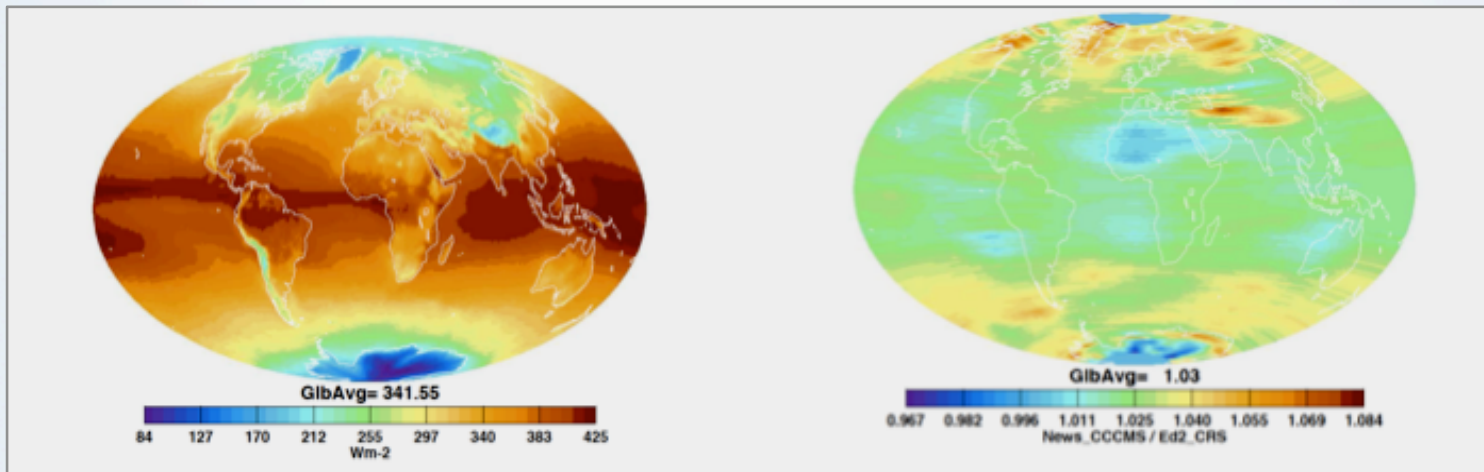 GlbAvg= 341.55
84 127 170 212 255 297 340 383 425
Wm-2
GlbAvg= 1.03
0.967 0.982 0.996 1.011 1.025 1.040 1.055 1.069 1.084
News_CCCMS / Ed2_CRS